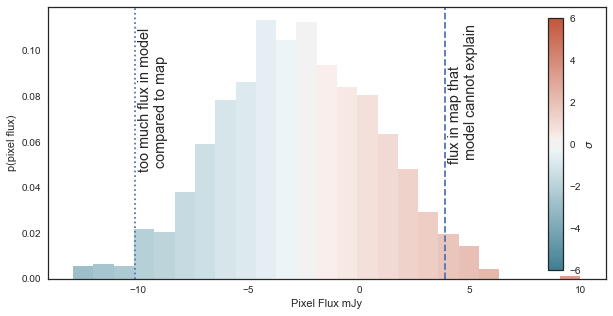 0.10
0.08
0.06
0.04
0.02
0.00
p(pixel flux)
too much flux in model
compared to map
flux in map that
model cannot explain
6
4
2
0
−2
−4
−6
σ
−10
−5
0
5
10
Pixel Flux mJy